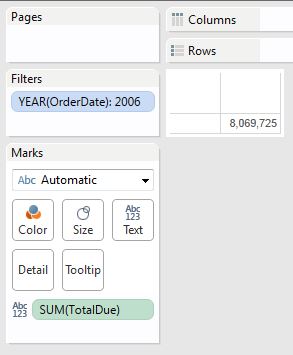 Pages
Columns
Rows
Filters
YEAR(OrderDate): 2006
8,069,725
Marks
Abc Automatic
Color
Size
Abc
123
Text
Detail
Tooltip
Abc
123
SUM(TotalDue)